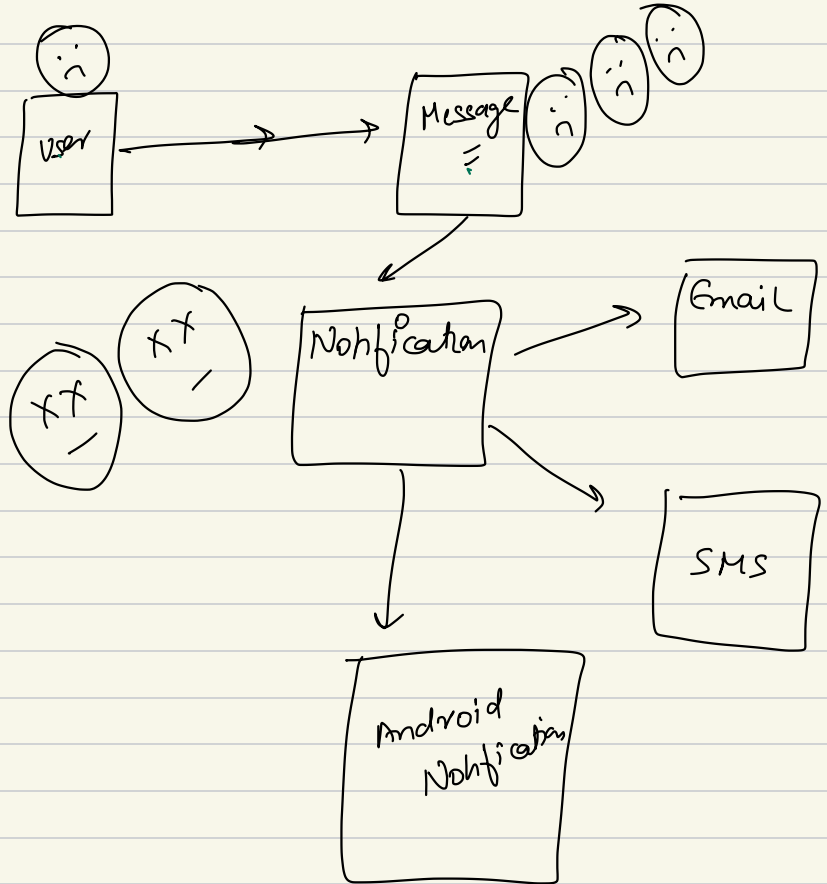 User
Message
Notification
Email
SMS
Android
Notification